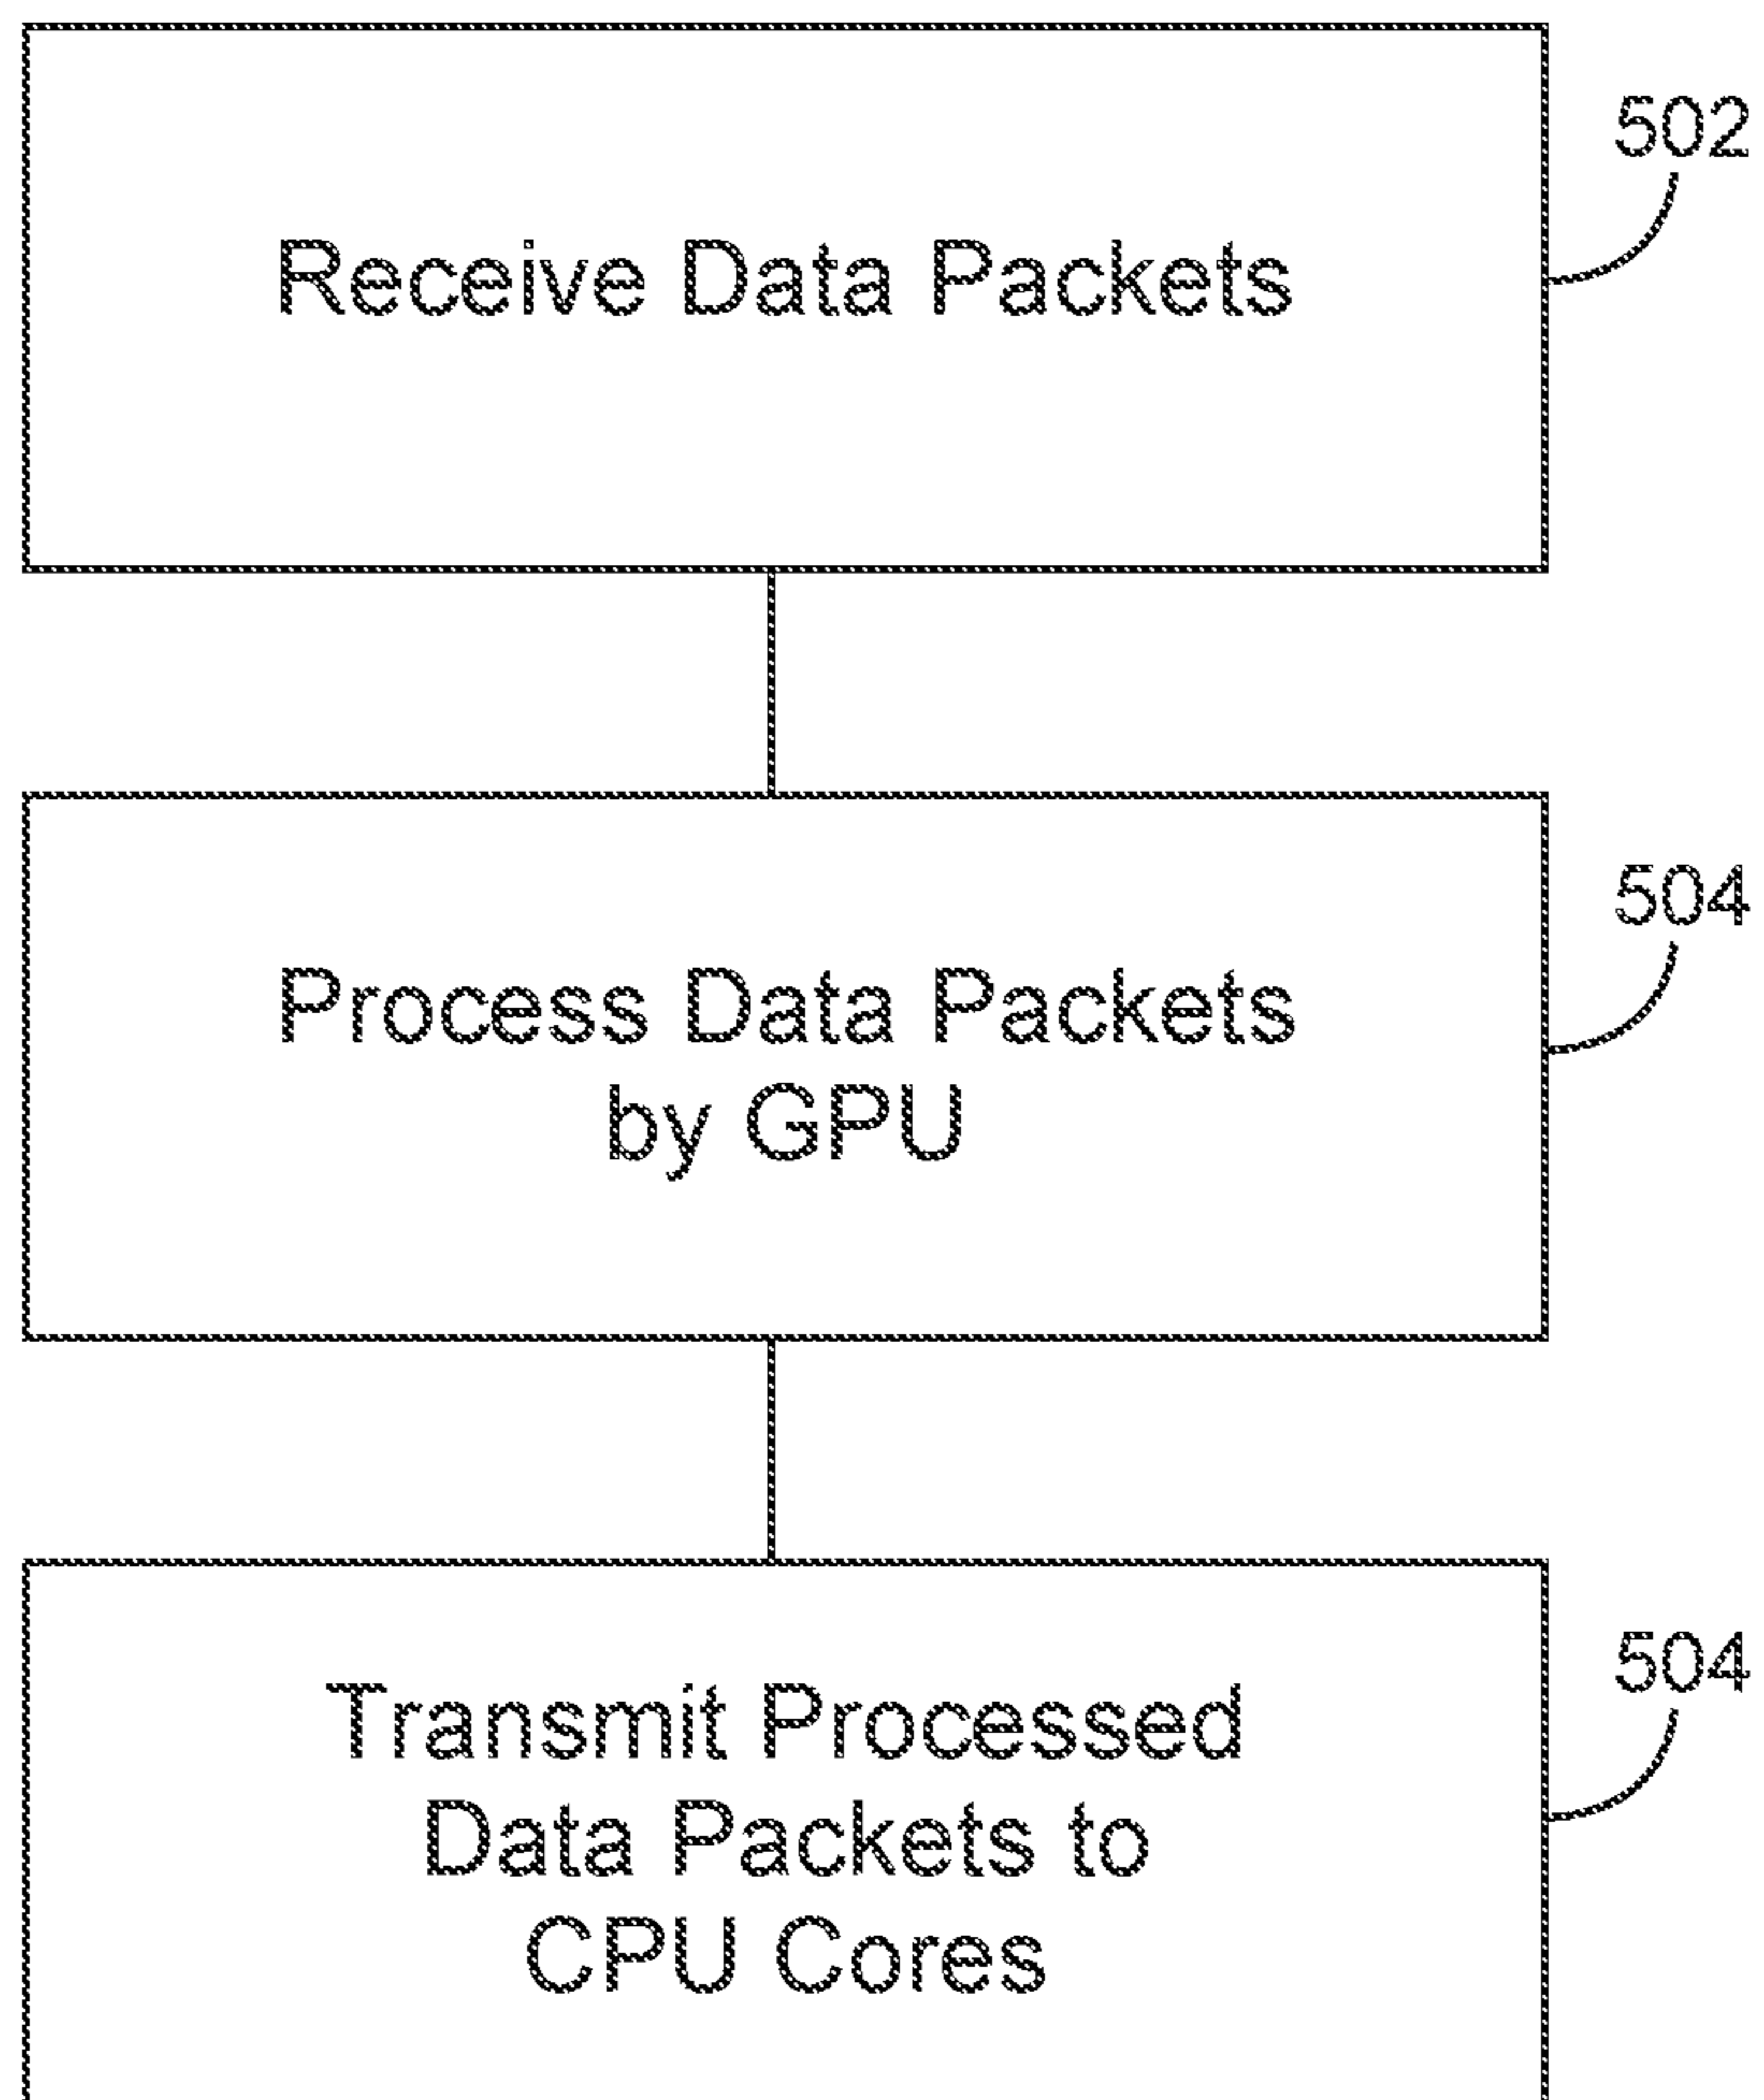 502
Receive Data Packets
504
Process Data Packets
by GPU
504
Transmit Processed
Data Packets to
CPU Cores